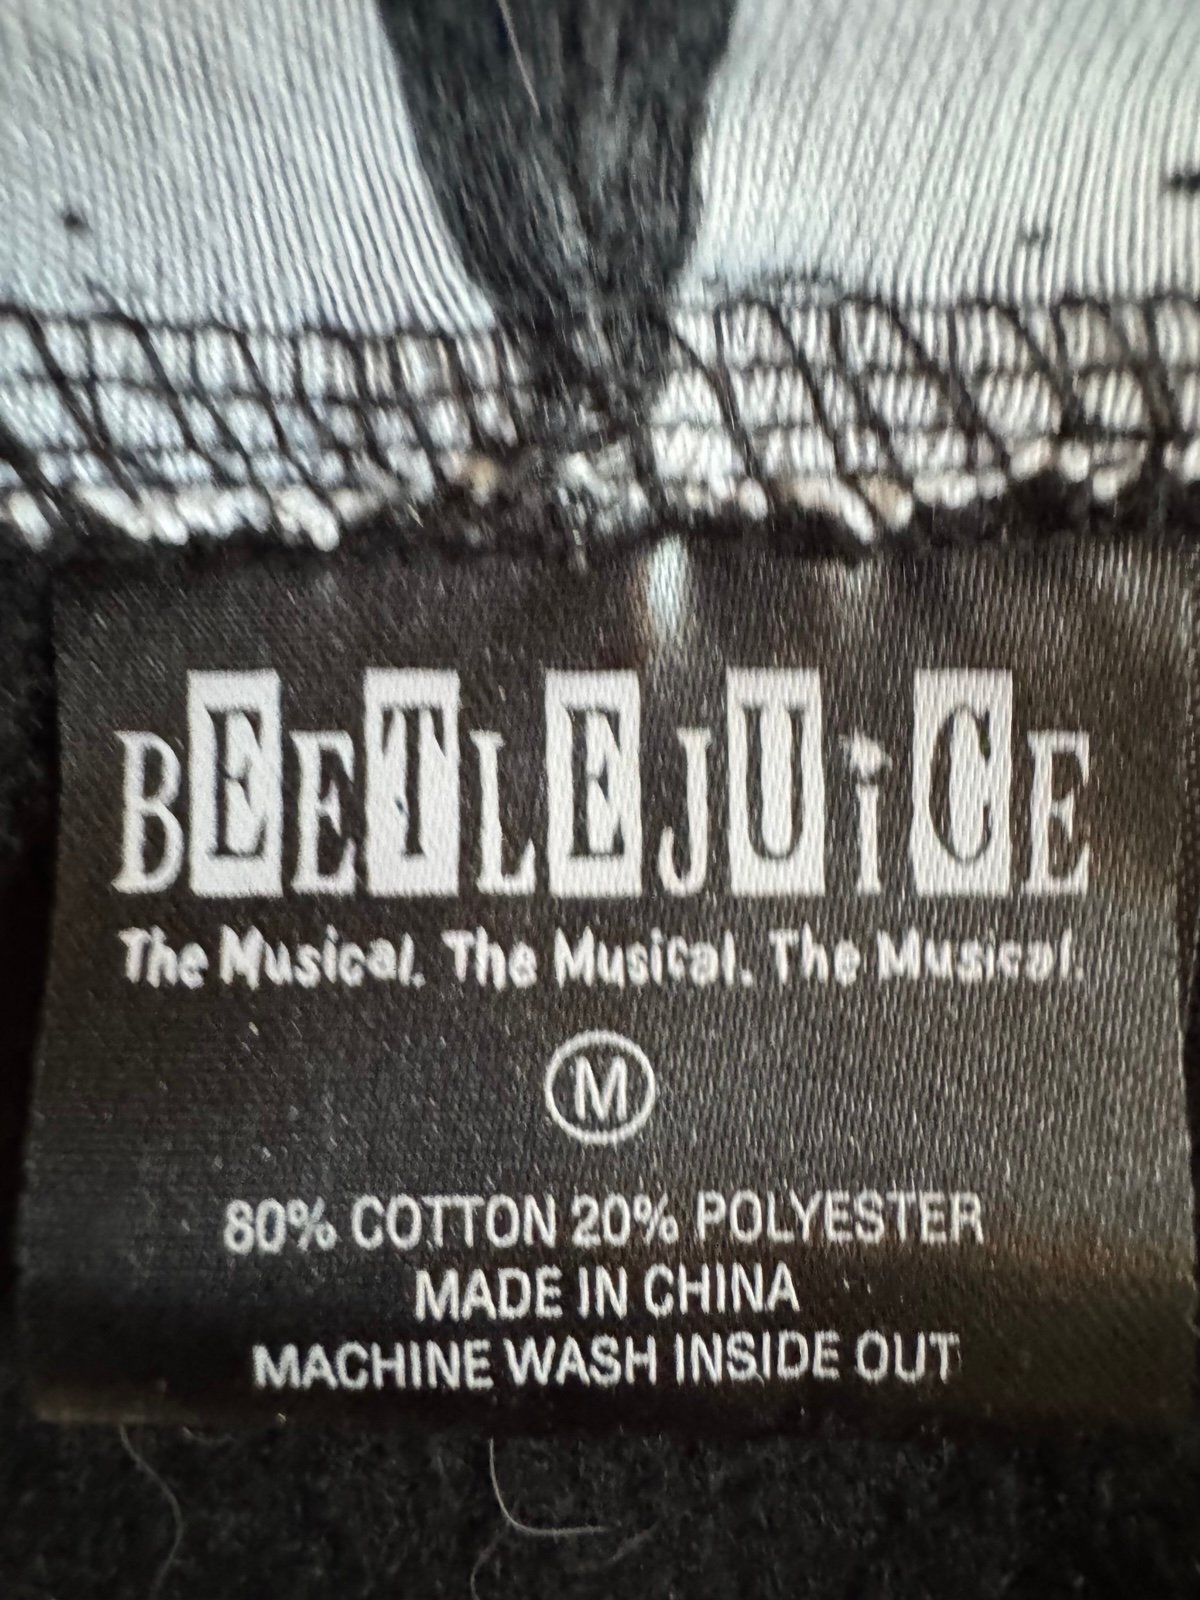 BEETLEJUiCE
The Musical. The Musical. The Musical.
M
80% COTTON 20% POLYESTER
MADE IN CHINA
MACHINE WASH INSIDE OUT